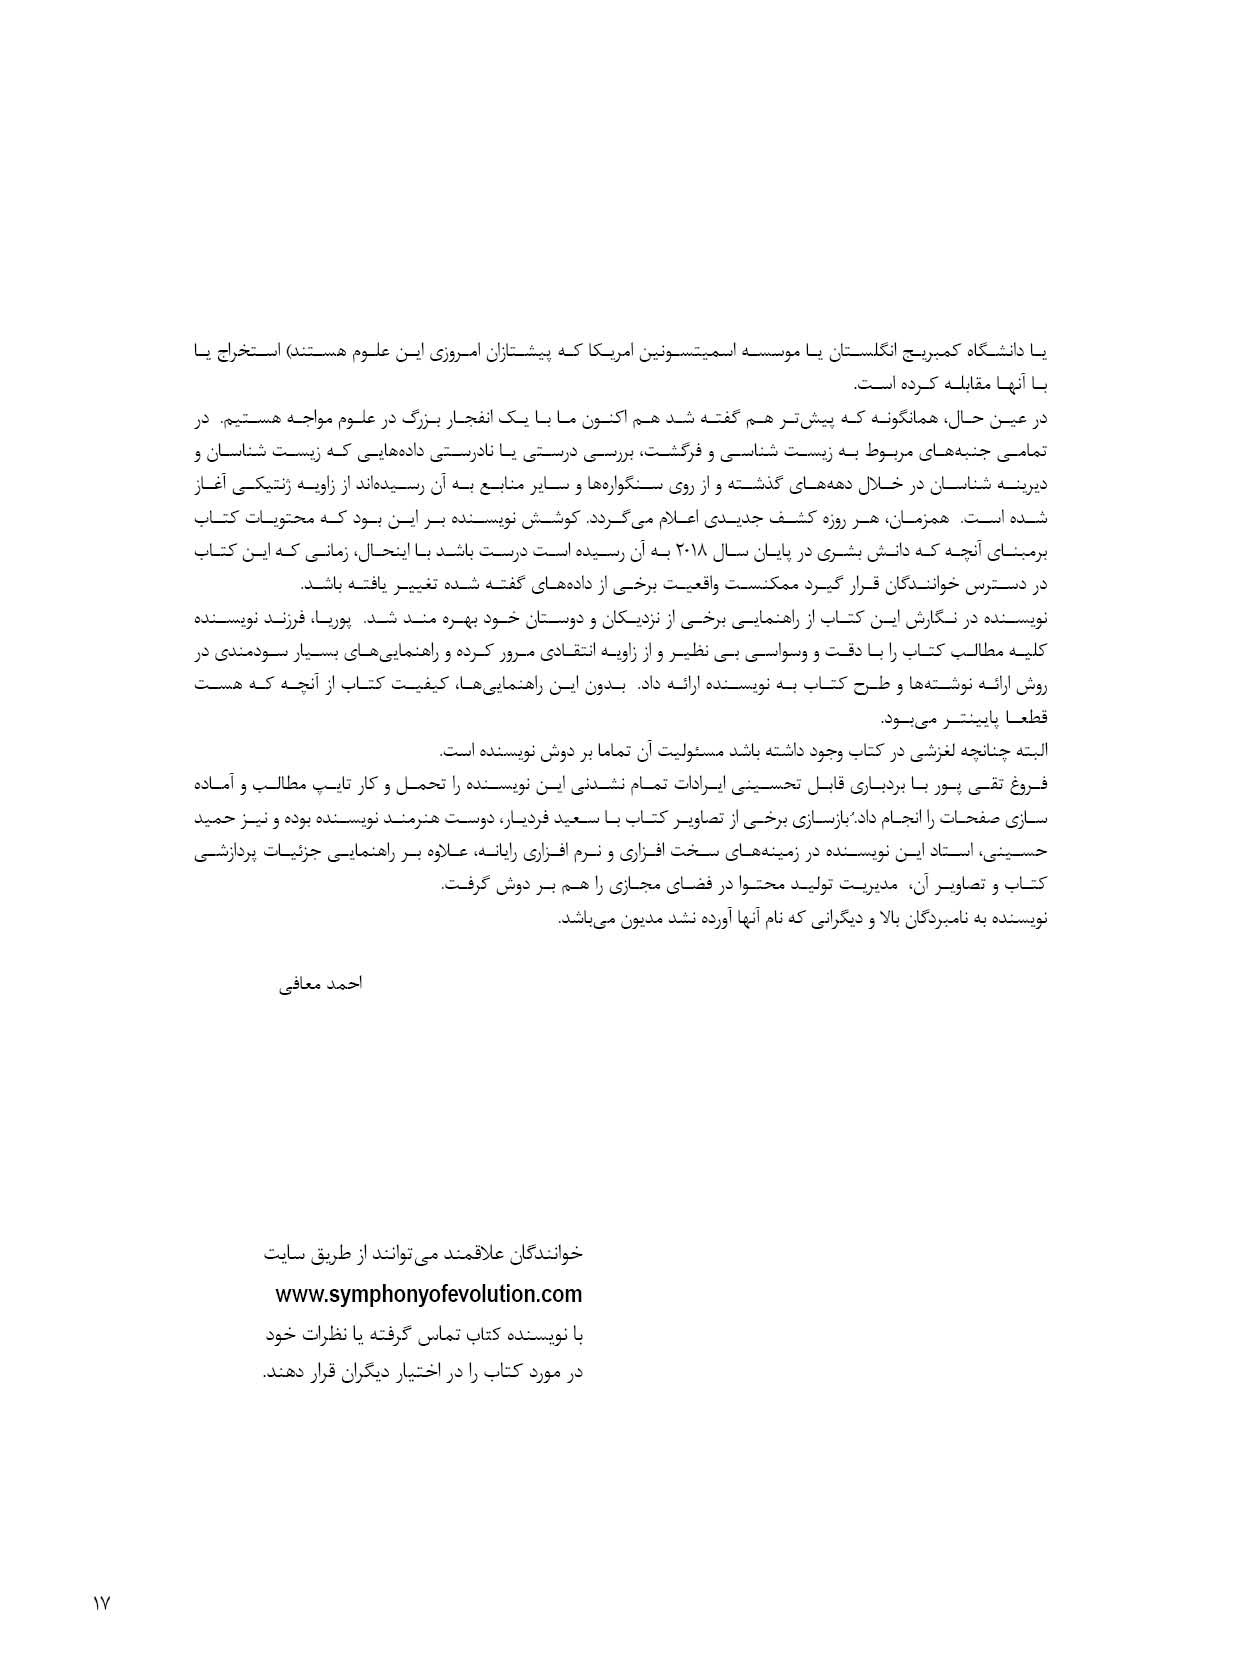 یا دانشگاه کمبریج انگلستان یا موسسه اسمیتسونین امریکا که پیشتازان امروزی این علوم هستند) استخراج یا
با آنها مقابله کرده است.
در عین حال، همانگونه که پیش‌تر هم گفته شد هم اکنون ما با یک انفجار بزرگ در علوم مواجه هستیم. در
تمامی جنبه‌های مربوط به زیست شناسی و فرگشت، بررسی درستی یا نادرستی داده‌هایی که زیست شناسان و
دیرینه شناسان در خلال دهه‌های گذشته و از روی سنگواره‌ها و سایر منابع به آن رسیده‌اند از زاویه ژنتیکی آغاز
شده است. همزمان، هر روزه کشف جدیدی اعلام می‌گردد. کوشش نویسنده بر این بود که محتویات کتاب
برمبنای آنچه که دانش بشری در پایان سال ۲۰۱۸ به آن رسیده است درست باشد با اینحال، زمانی که این کتاب
در دسترس خوانندگان قرار گیرد ممکنست واقعیت برخی از داده‌های گفته شده تغییر یافته باشد.
نویسنده در نگارش این کتاب از راهنمایی برخی از نزدیکان و دوستان خود بهره مند شد. پوریا، فرزند نویسنده
کلیه مطالب کتاب را با دقت و وسواسی بی نظیر و از زاویه انتقادی مرور کرده و راهنمایی‌های بسیار سودمندی در
روش ارائه نوشته‌ها و طرح کتاب به نویسنده ارائه داد. بدون این راهنمایی‌ها، کیفیت کتاب از آنچه که هست
قطعا پایینتر می‌بود.
البته چنانچه لغزشی در کتاب وجود داشته باشد مسئولیت آن تماما بر دوش نویسنده است.
فروغ تقی پور با بردباری قابل تحسینی ایرادات تمام نشدنی این نویسنده را تحمل و کار تایپ مطالب و آماده
سازی صفحات را انجام داد. بازسازی برخی از تصاویر کتاب با سعید فردیار، دوست هنرمند نویسنده بوده و نیز حمید
حسینی، استاد این نویسنده در زمینه‌های سخت افزاری و نرم افزاری رایانه، علاوه بر راهنمایی جزئیات پردازشی
کتاب و تصاویر آن، مدیریت تولید محتوا در فضای مجازی را هم بر دوش گرفت.
نویسنده به نامبردگان بالا و دیگرانی که نام آنها آورده نشد مدیون می‌باشد.
احمد معافی
خوانندگان علاقمند می‌توانند از طریق سایت
www.symphonyofevolution.com
با نویسنده کتاب تماس گرفته یا نظرات خود
در مورد کتاب را در اختیار دیگران قرار دهند.
۱۷